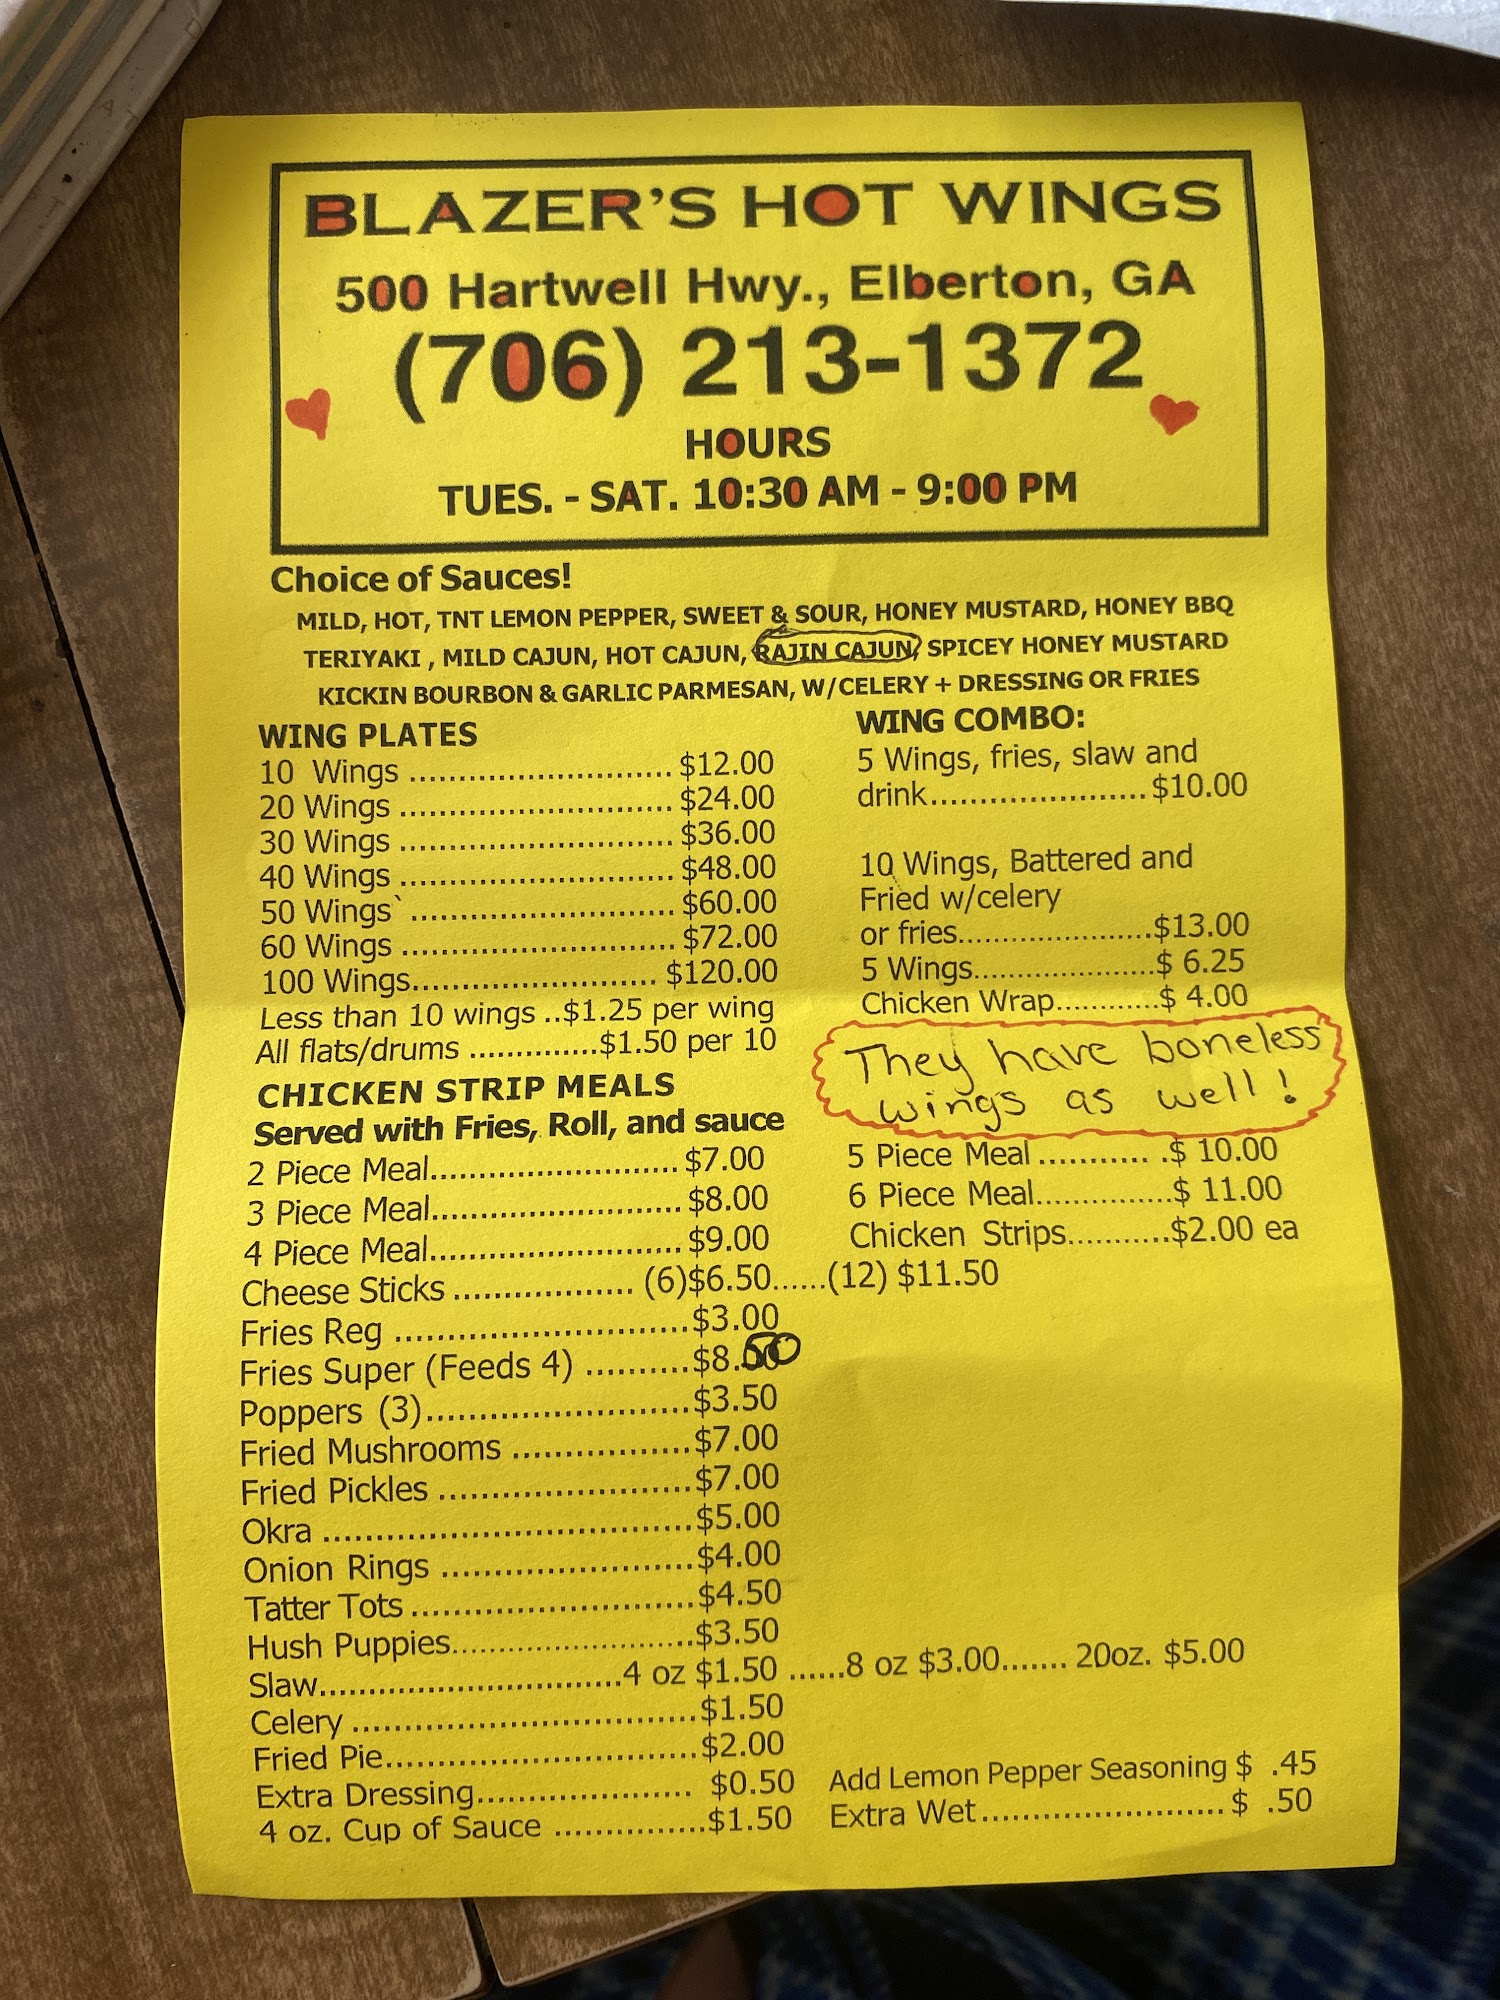 BLAZER'S HOT WINGS
500 Hartwell Hwy., Elberton, GA
(706) 213-1372
HOURS
TUES. - SAT. 10:30 AM - 9:00 PM
Choice of Sauces!
MILD, HOT, TNT LEMON PEPPER, SWEET & SOUR, HONEY MUSTARD, HONEY BBQ
TERIYAKI , MILD CAJUN, HOT CAJUN, RAJIN CAJUN, SPICEY HONEY MUSTARD
KICKIN BOURBON & GARLIC PARMESAN, W/CELERY + DRESSING OR FRIES
WING PLATES
10 Wings ............................ $12.00
20 Wings ............................. $24.00
30 Wings ............................. $36.00
40 Wings ............................. $48.00
50 Wings` ............................ $60.00
60 Wings ............................. $72.00
100 Wings.......................... $120.00
Less than 10 wings ..$1.25 per wing
All flats/drums ..............$1.50 per 10
WING COMBO:
5 Wings, fries, slaw and
drink.......................$10.00
10 Wings, Battered and
Fried w/celery
or fries.....................$13.00
5 Wings....................$ 6.25
Chicken Wrap............$ 4.00
They have boneless
wings as well!
CHICKEN STRIP MEALS
Served with Fries, Roll, and sauce
2 Piece Meal.......................... $7.00
3 Piece Meal.......................... $8.00
4 Piece Meal.......................... $9.00
5 Piece Meal ........... .$ 10.00
6 Piece Meal..............$ 11.00
Chicken Strips...........$2.00 ea
Cheese Sticks .................. (6)$6.50......(12) $11.50
Fries Reg ..............................$3.00
Fries Super (Feeds 4) ...........$8.50
Poppers (3)...........................$3.50
Fried Mushrooms ..................$7.00
Fried Pickles .........................$7.00
Okra .....................................$5.00
Onion Rings .........................$4.00
Tatter Tots ............................$4.50
Hush Puppies........................$3.50
Slaw...............................4 oz $1.50 ......8 oz $3.00....... 20oz. $5.00
Celery ..................................$1.50
Fried Pie...............................$2.00
Extra Dressing...................... $0.50
4 oz. Cup of Sauce ...............$1.50
Add Lemon Pepper Seasoning $ .45
Extra Wet........................ $ .50